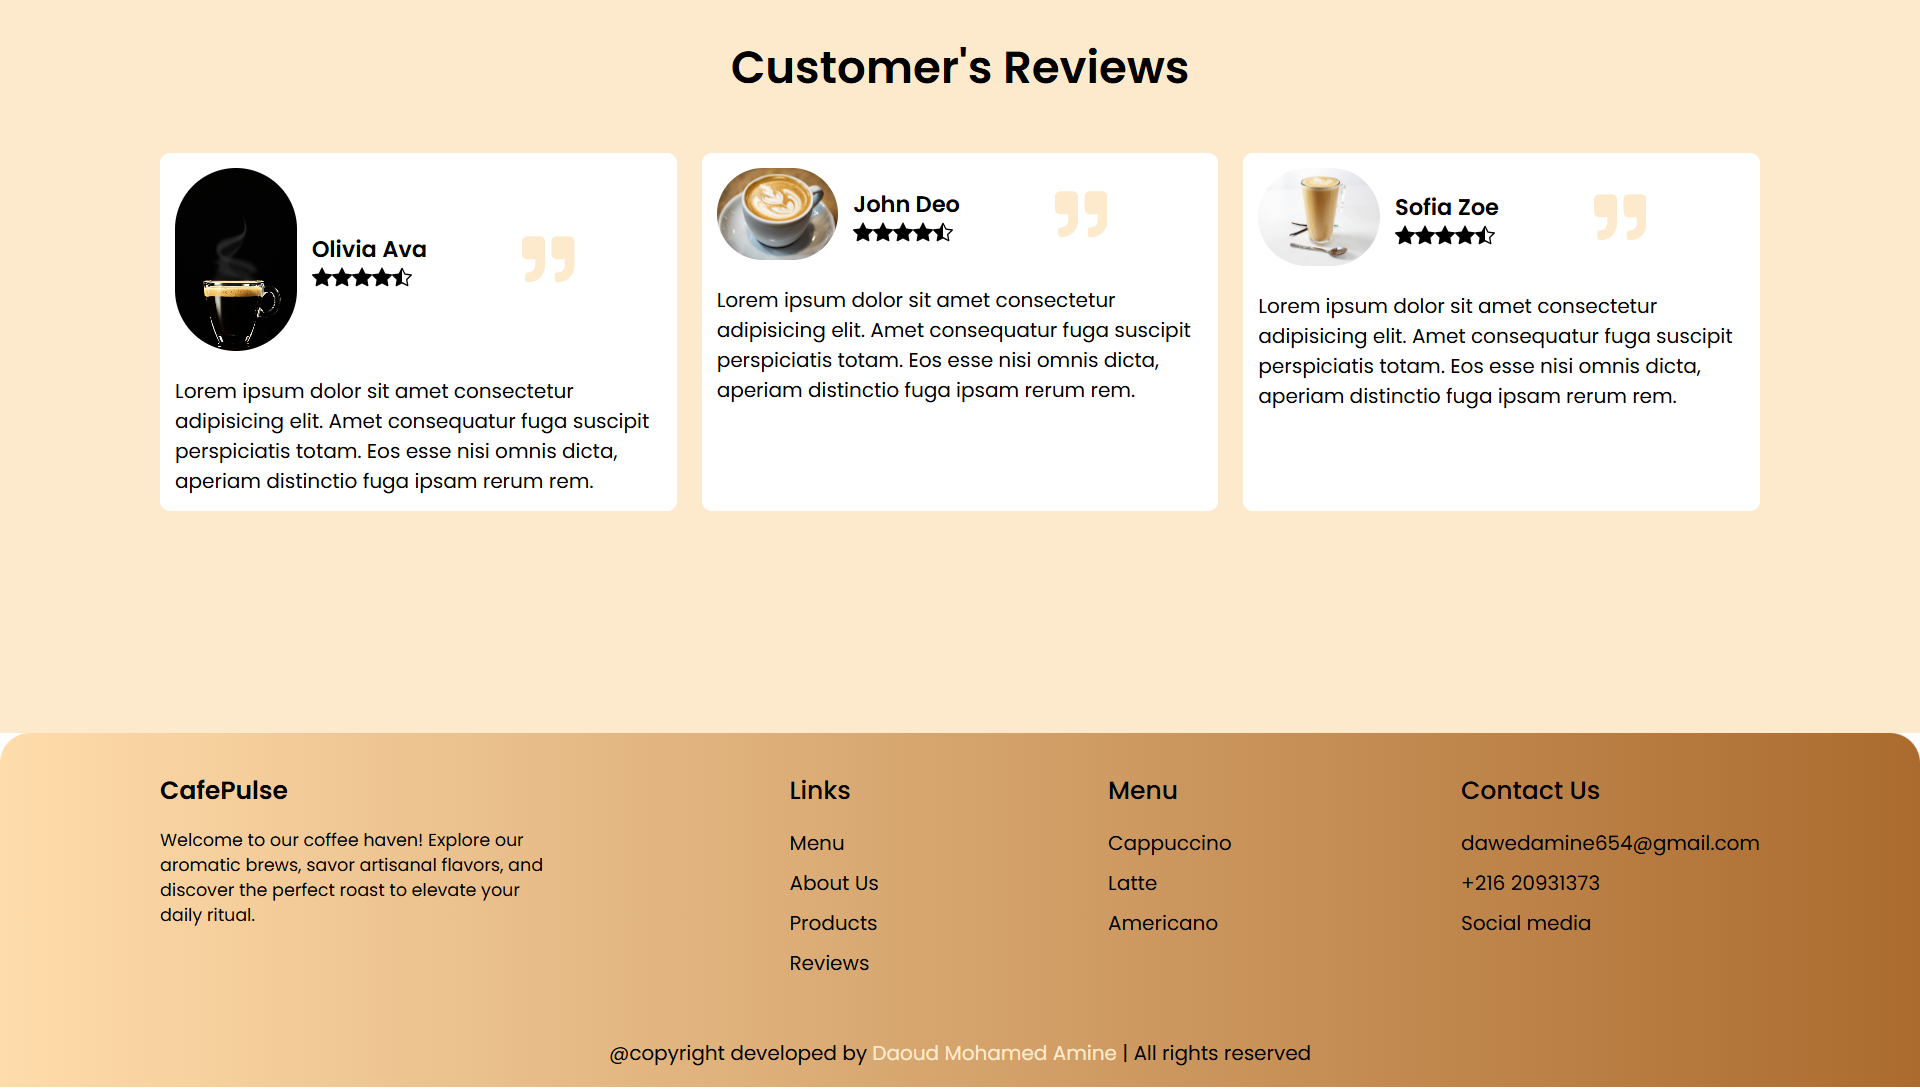 Customer's Reviews
Olivia Ava
Lorem ipsum dolor sit amet consectetur
adipisicing elit. Amet consequatur fuga suscipit
perspiciatis totam. Eos esse nisi omnis dicta,
aperiam distinctio fuga ipsam rerum rem.
John Deo
Lorem ipsum dolor sit amet consectetur
adipisicing elit. Amet consequatur fuga suscipit
perspiciatis totam. Eos esse nisi omnis dicta,
aperiam distinctio fuga ipsam rerum rem.
Sofia Zoe
Lorem ipsum dolor sit amet consectetur
adipisicing elit. Amet consequatur fuga suscipit
perspiciatis totam. Eos esse nisi omnis dicta,
aperiam distinctio fuga ipsam rerum rem.
CafePulse
Welcome to our coffee haven! Explore our
aromatic brews, savor artisanal flavors, and
discover the perfect roast to elevate your
daily ritual.
Links
Menu
About Us
Products
Reviews
Menu
Cappuccino
Latte
Americano
Contact Us
dawedamine654@gmail.com
+216 20931373
Social media
@copyright developed by Daoud Mohamed Amine | All rights reserved